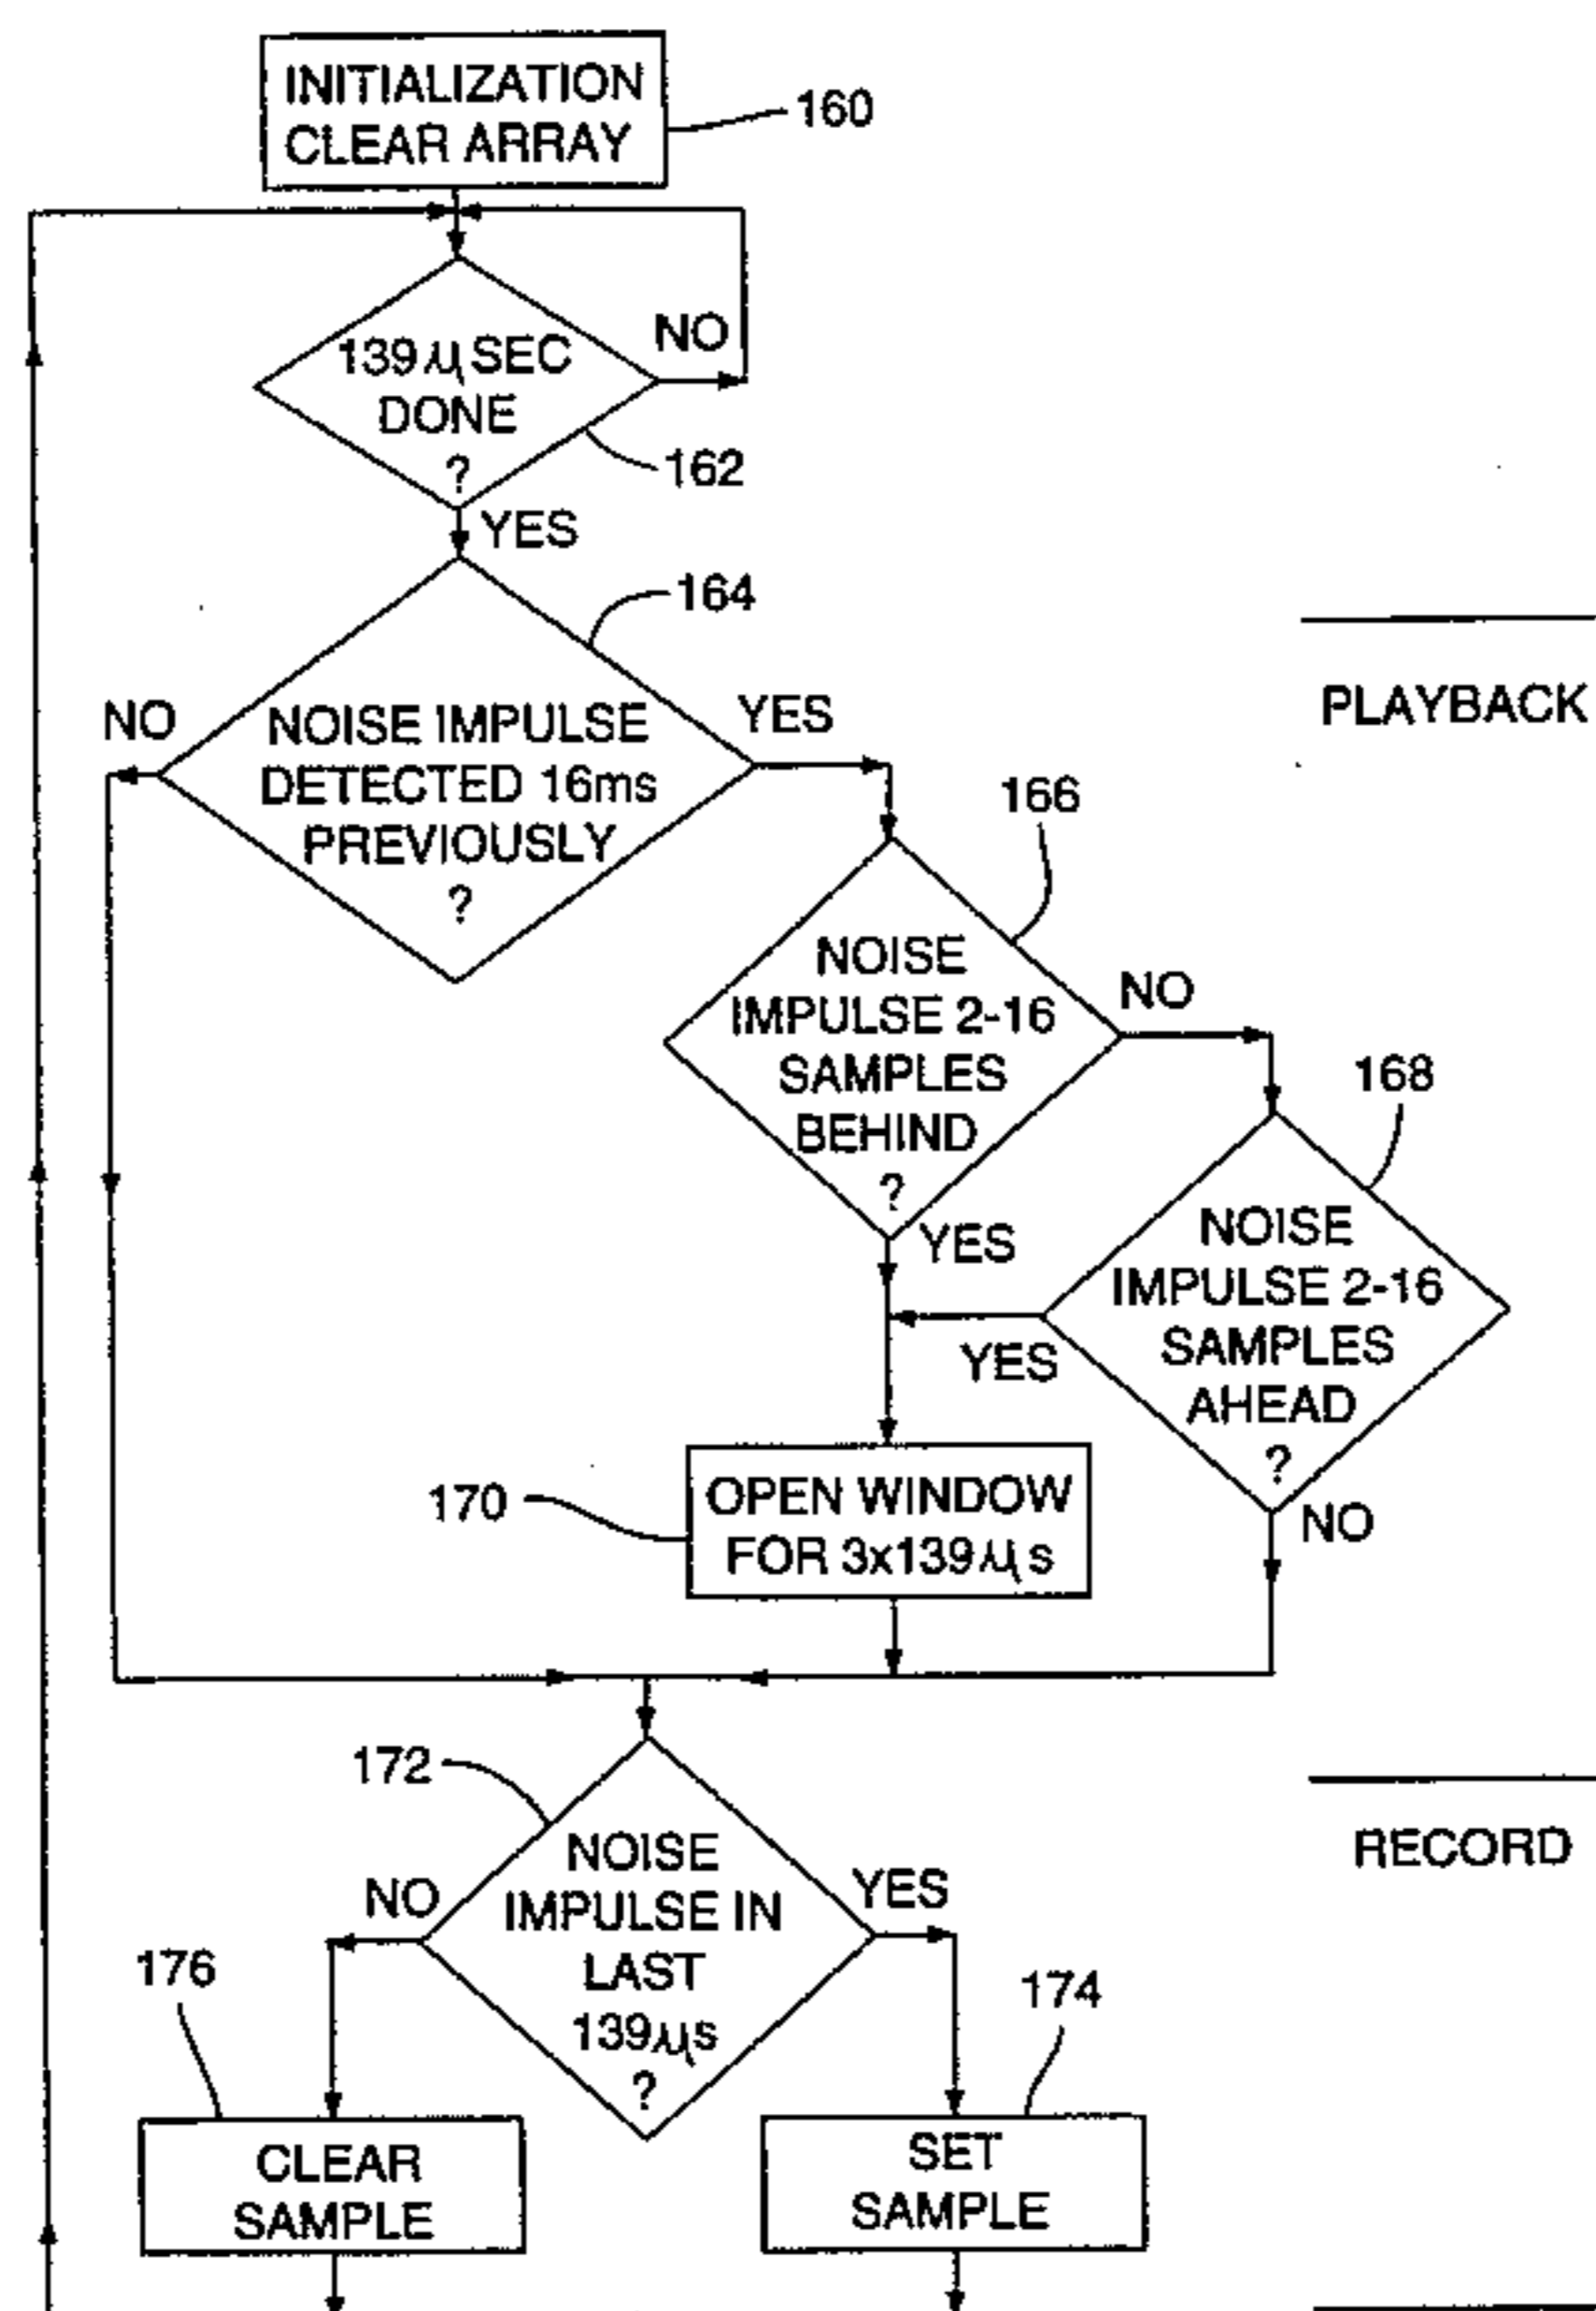 INITIALIZATION
CLEAR ARRAY
160
139 μSEC
DONE
?
NO
162
YES
164
NOISE IMPULSE
DETECTED 16ms
PREVIOUSLY
?
NO
YES
PLAYBACK
166
NOISE
IMPULSE 2-16
SAMPLES
BEHIND
?
NO
YES
168
NOISE
IMPULSE 2-16
SAMPLES
AHEAD
?
YES
NO
170
OPEN WINDOW
FOR 3x139μs
172
NOISE
IMPULSE IN
LAST
139μs
?
NO
YES
RECORD
176
174
CLEAR
SAMPLE
SET
SAMPLE